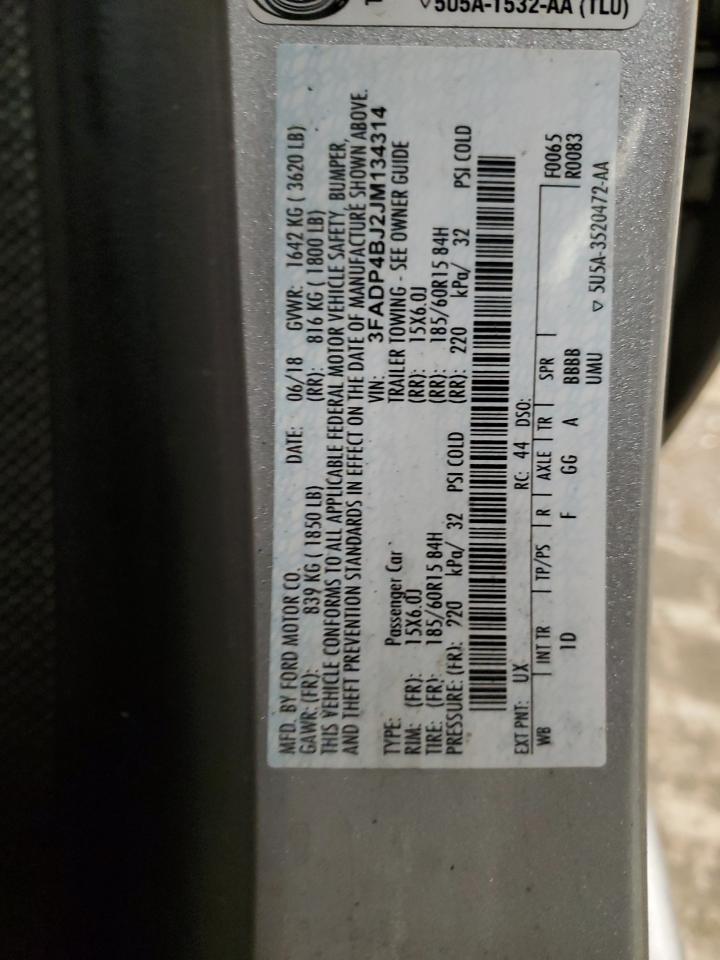 5U5A-1532-AA (TLU)
MFD. BY FORD MOTOR CO. DATE: 06/18 GVWR: 1642 KG ( 3620 LB)
GAWR: (FR): 839 KG ( 1850 LB) (RR): 816 KG ( 1800 LB)
THIS VEHICLE CONFORMS TO ALL APPLICABLE FEDERAL MOTOR VEHICLE SAFETY, BUMPER,
AND THEFT PREVENTION STANDARDS IN EFFECT ON THE DATE OF MANUFACTURE SHOWN ABOVE.
VIN: 3FADP4BJ2JM134314
TYPE: Passenger Car TRAILER TOWING - SEE OWNER GUIDE
RIM: (FR): 15X6.0J (RR): 15X6.0J
TIRE: (FR): 185/60R15 84H (RR): 185/60R15 84H
PRESSURE: (FR): 220 kPa/ 32 PSI COLD (RR): 220 kPa/ 32 PSI COLD
EXT PNT: UX RC: 44 DSO:
WB INT TR TP/PS R AXLE TR SPR F0065
1D F GG A BBBB R0083
UMU
5U5A-3520472-AA